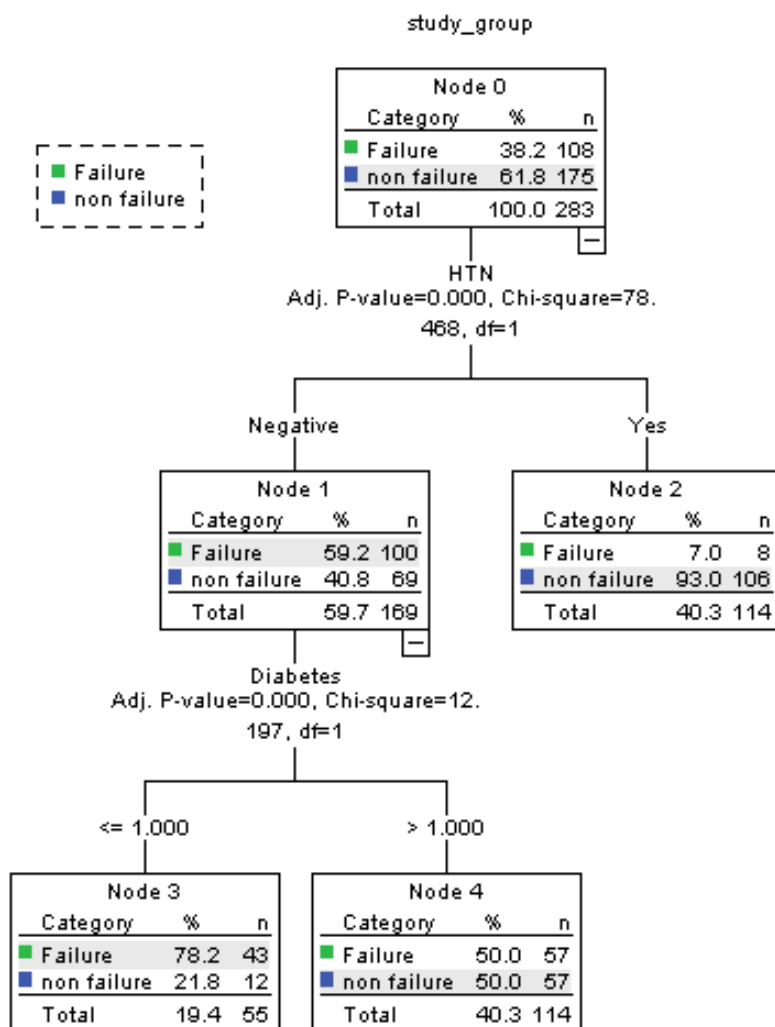 study_group
Failure
non failure
Node 0
Category % n
Failure 38.2 108
non failure 61.8 175
Total 100.0 283
HTN
Adj. P-value=0.000, Chi-square=78.
468, df=1
Negative
Yes
Node 1
Category % n
Failure 59.2 100
non failure 40.8 69
Total 59.7 169
Node 2
Category % n
Failure 7.0 8
non failure 93.0 106
Total 40.3 114
Diabetes
Adj. P-value=0.000, Chi-square=12.
197, df=1
<= 1.000
> 1.000
Node 3
Category % n
Failure 78.2 43
non failure 21.8 12
Total 19.4 55
Node 4
Category % n
Failure 50.0 57
non failure 50.0 57
Total 40.3 114